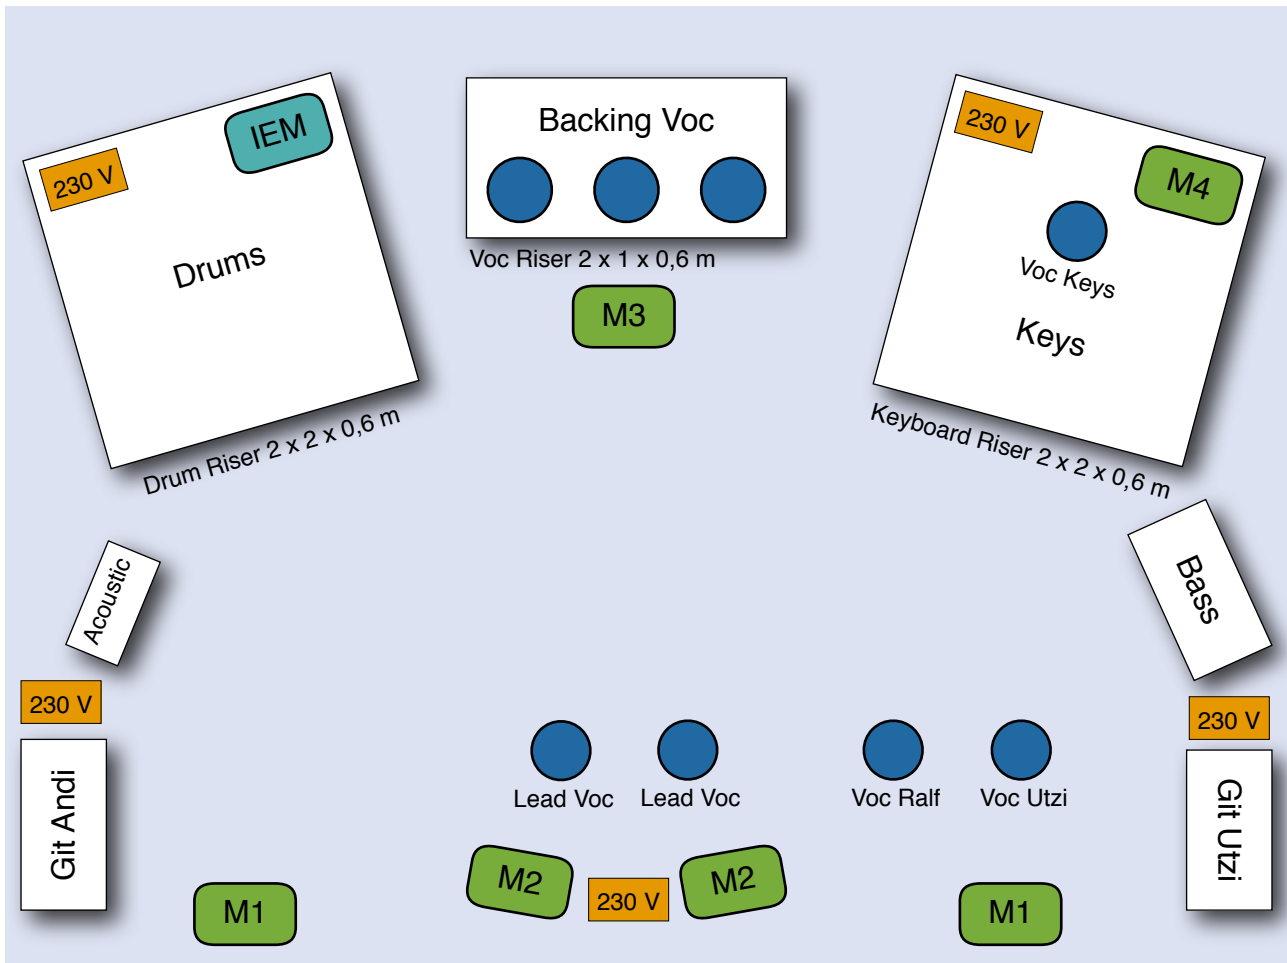 IEM
230 V
Drums
Drum Riser 2 x 2 x 0,6 m
Backing Voc
Voc Riser 2 x 1 x 0,6 m
M3
230 V
M4
Voc Keys
Keys
Keyboard Riser 2 x 2 x 0,6 m
Acoustic
Bass
230 V
230 V
Git Andi
Git Utzi
Lead Voc
Lead Voc
Voc Ralf
Voc Utzi
M1
M2
230 V
M2
M1